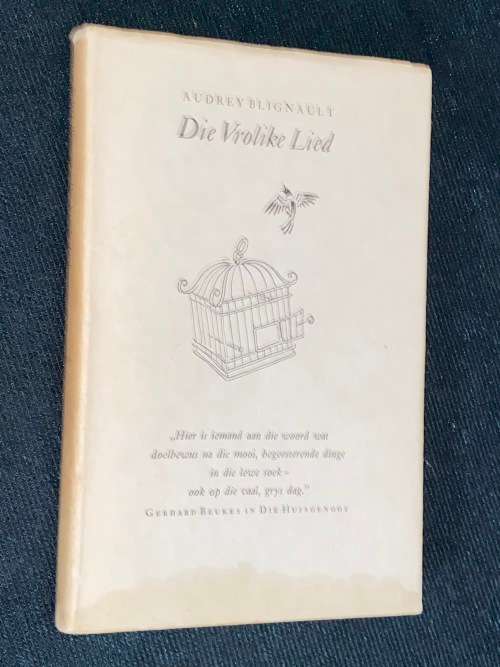 AUDREY BLIGNAULT
Die Vrolike Lied
„Hier is iemand aan die woord wat
doelbewus na die mooi, begeesterende dinge
in die lewe soek –
ook op die vaal, grys dag.”
GERHARD BEUKES IN DIE HUISGENOOT